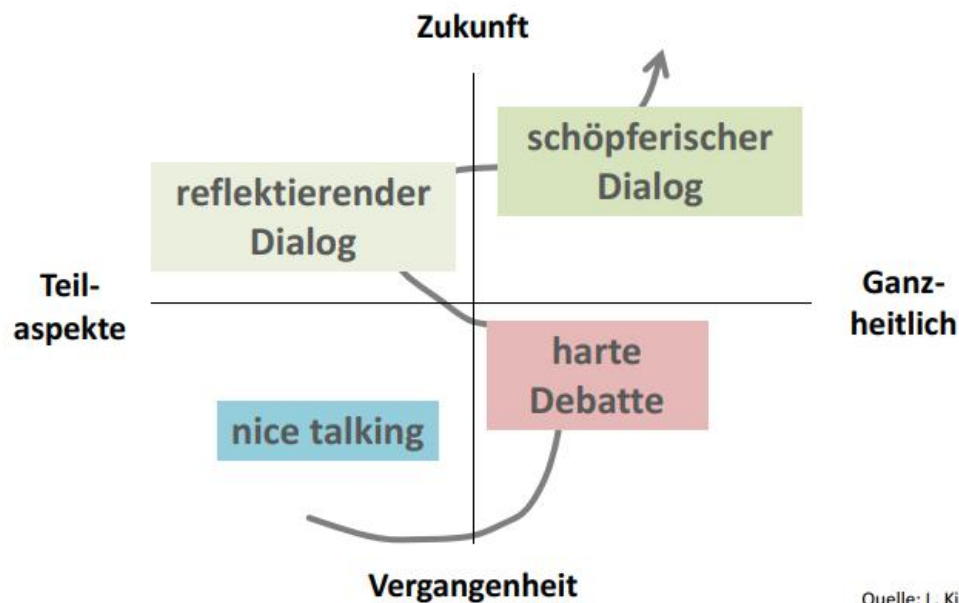 Zukunft
schöpferischer
Dialog
reflektierender
Dialog
Teil-
aspekte
Ganz-
heitlich
harte
Debatte
nice talking
Vergangenheit
Quelle: L. Ki